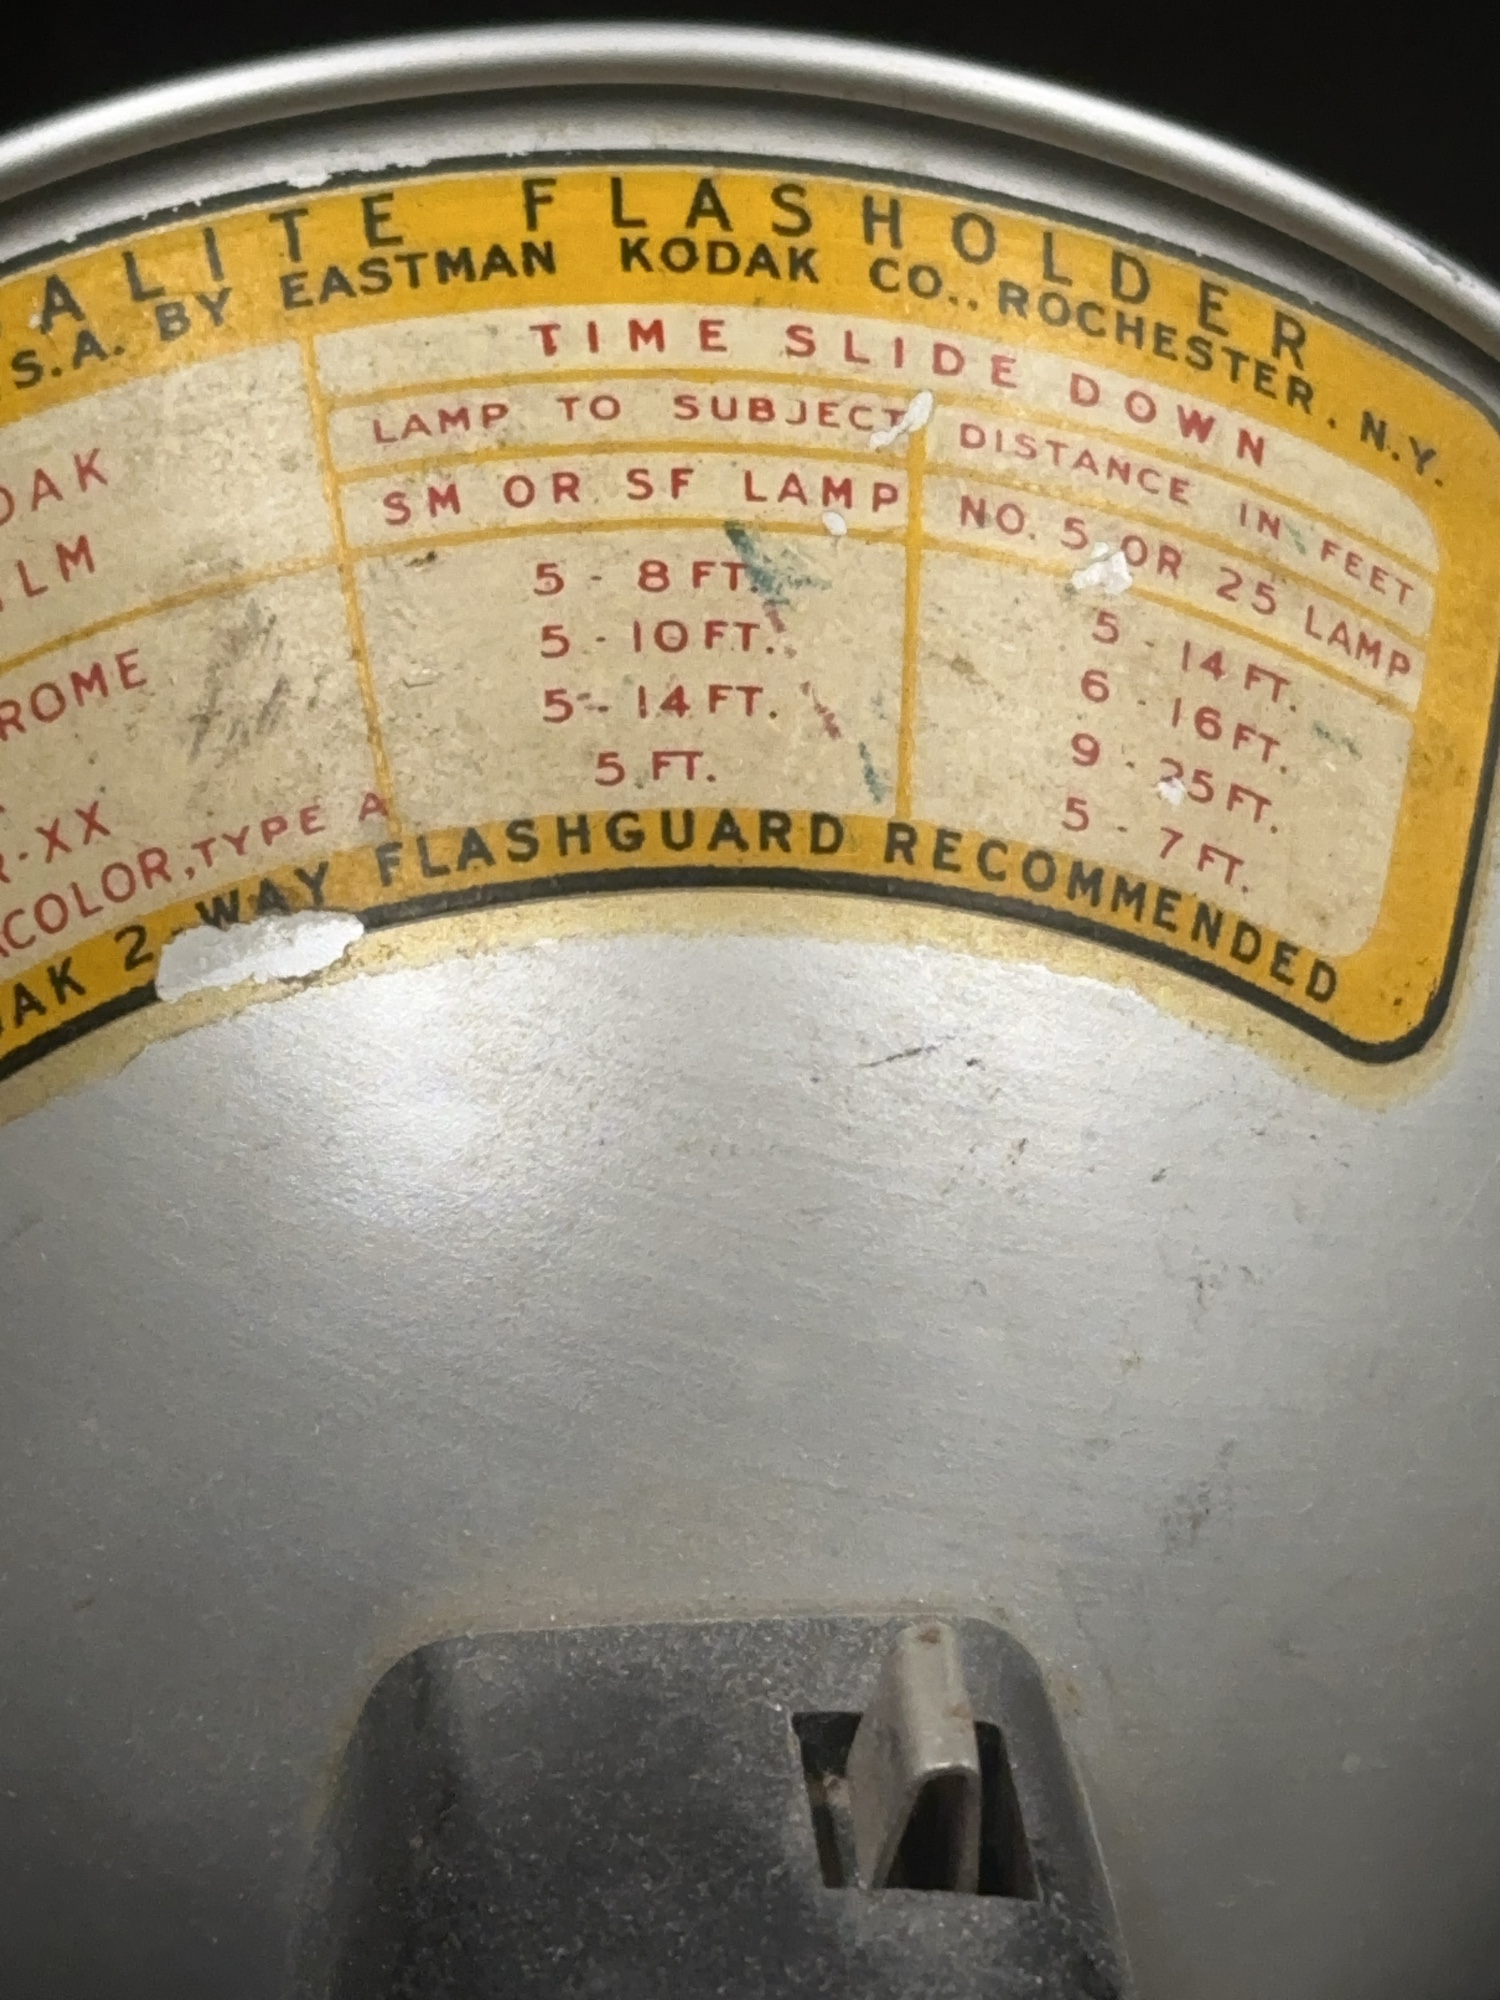 ALITE FLASHOLDER
S.A. BY EASTMAN KODAK CO., ROCHESTER, N.Y.
TIME SLIDE DOWN
LAMP TO SUBJECT DISTANCE IN FEET
DAK
LM
SM OR SF LAMP
NO. 5 OR 25 LAMP
ROME
5 - 8 FT.
5 - 14 FT.
5 - 10 FT.
6 - 16 FT.
5 - 14 FT.
9 - 25 FT.
-XX
COLOR, TYPE A
5 FT.
5 - 7 FT.
DAK 2-WAY FLASHGUARD RECOMMENDED